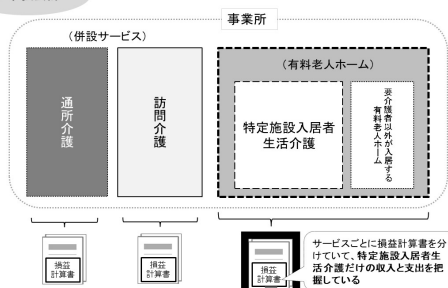 事業所
(併設サービス)
(有料老人ホーム)
通所介護
訪問介護
特定施設入居者
生活介護
要介護者以外が入居する
有料老人ホーム
損益
計算書
損益
計算書
損益
計算書
サービスごとに損益計算書を分
けていて、特定施設入居者生
活介護だけの収入と支出を把
握している